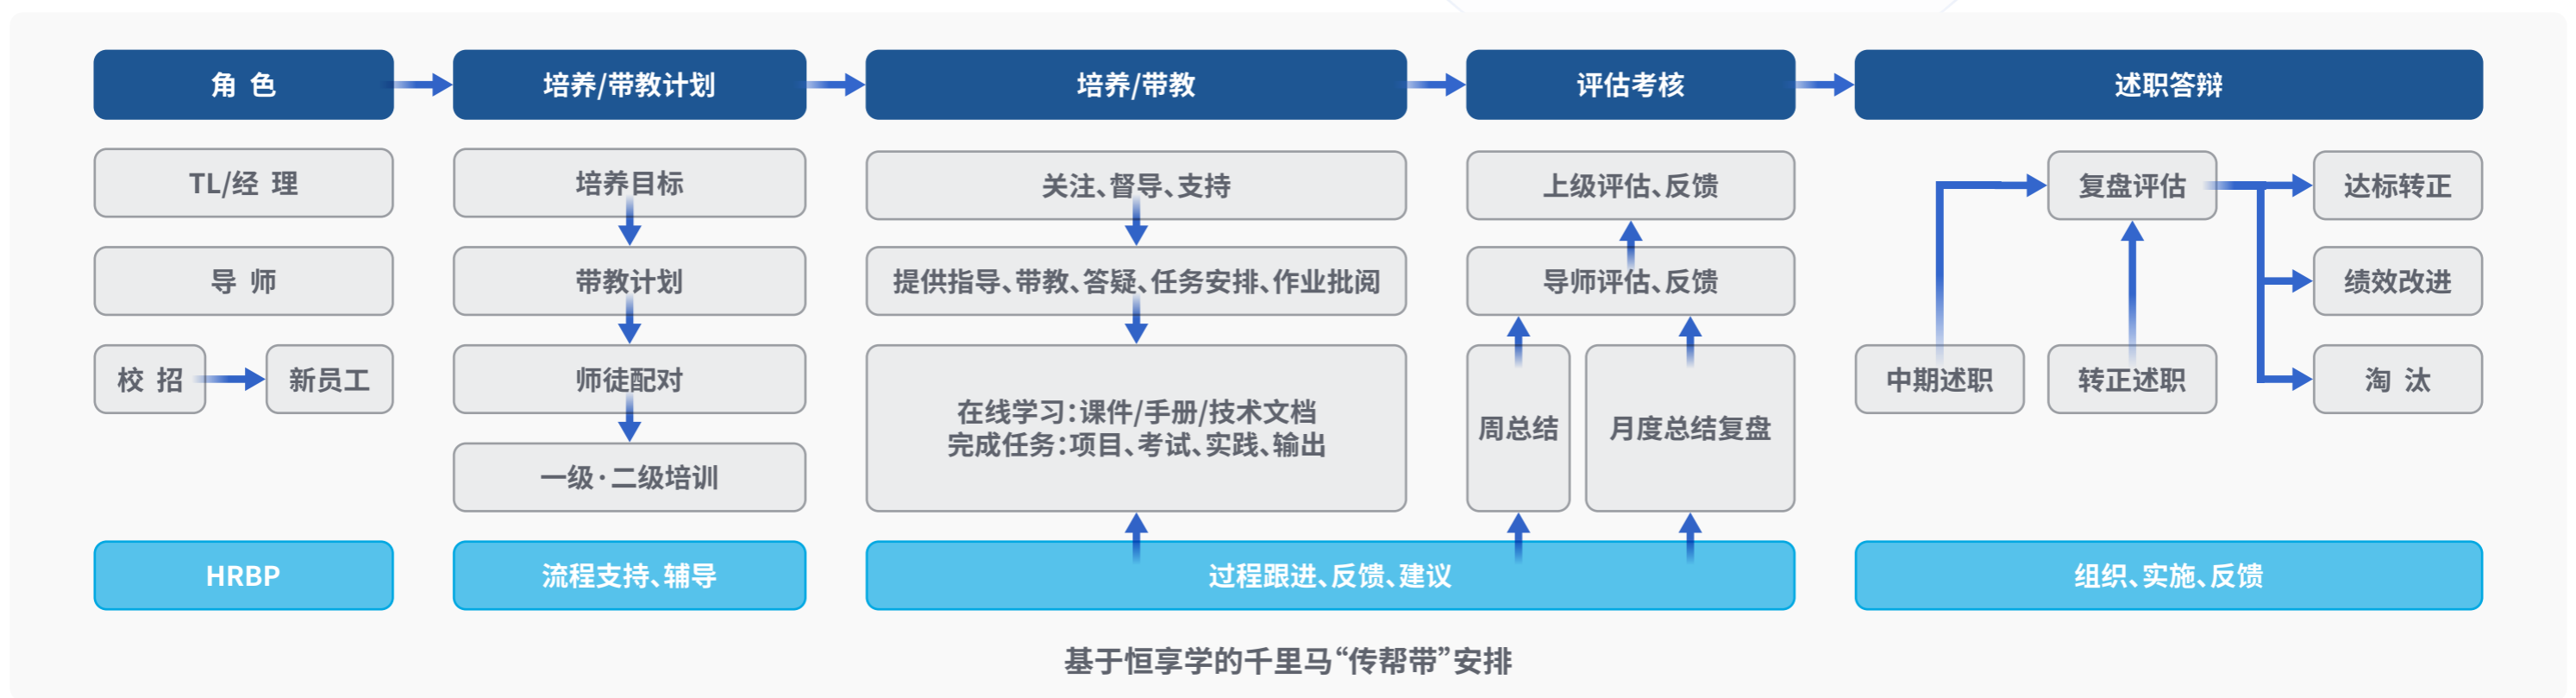 角 色
培养/带教计划
培养/带教
评估考核
述职答辩
TL/经 理
培养目标
关注、督导、支持
上级评估、反馈
复盘评估
达标转正
导 师
带教计划
提供指导、带教、答疑、任务安排、作业批阅
导师评估、反馈
绩效改进
校 招
新员工
师徒配对
在线学习：课件/手册/技术文档
完成任务：项目、考试、实践、输出
周总结
月度总结复盘
中期述职
转正述职
淘 汰
一级·二级培训
HRBP
流程支持、辅导
过程跟进、反馈、建议
组织、实施、反馈
基于恒享学的千里马“传帮带”安排